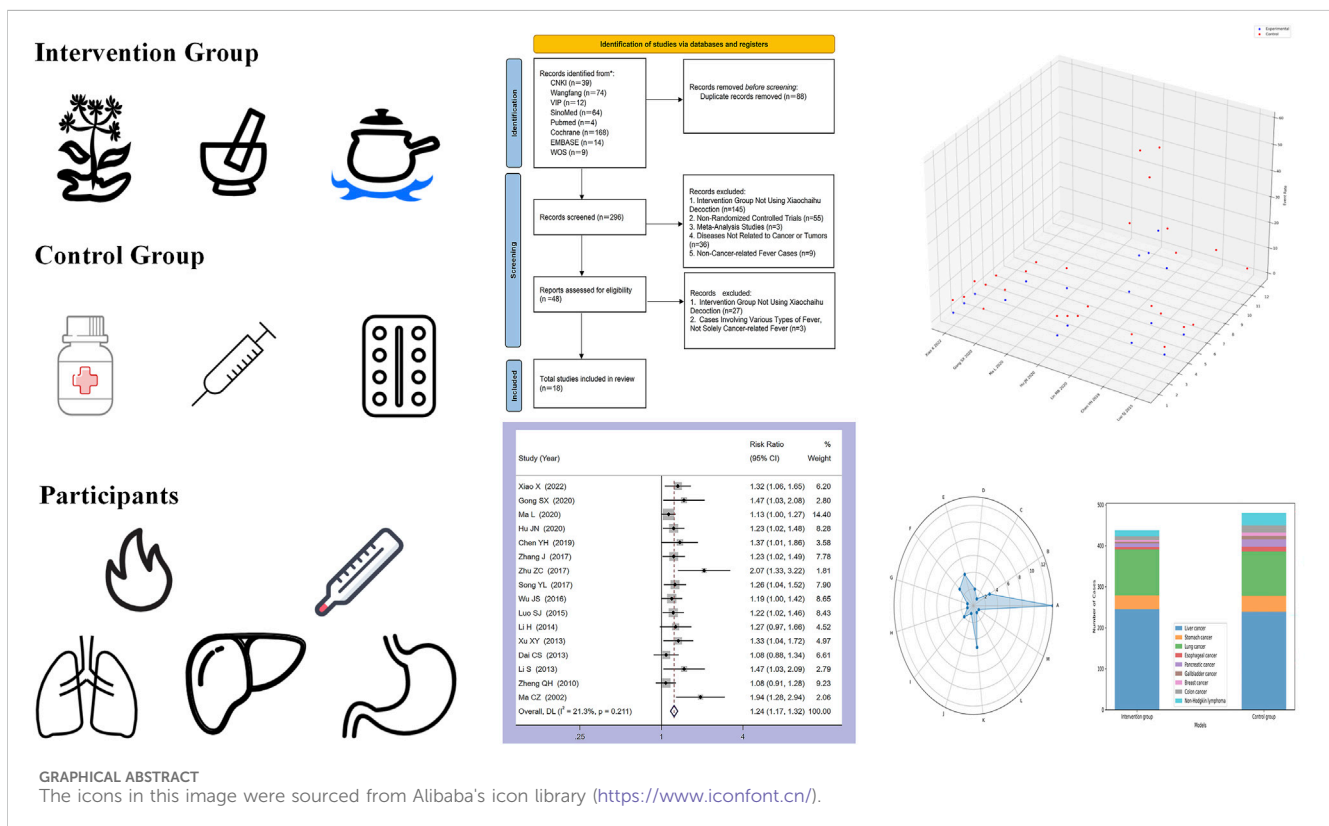 Intervention Group
Control Group
Participants
Identification of studies via databases and registers
Identification
Records identified from*:
CNKI (n=39)
Wangfang (n=74)
VIP (n=12)
SinoMed (n=64)
Pubmed (n=4)
Cochrane (n=168)
EMBASE (n=14)
WOS (n=9)
Records removed before screening:
Duplicate records removed (n=88)
Screening
Records screened (n=296)
Records excluded:
1. Intervention Group Not Using Xiaochaihu
Decoction (n=145)
2. Non-Randomized Controlled Trials (n=55)
3. Meta-Analysis Studies (n=3)
4. Diseases Not Related to Cancer or Tumors
(n=36)
5. Non-Cancer-related Fever Cases (n=9)
Reports assessed for eligibility
(n =48)
Records excluded:
1. Intervention Group Not Using Xiaochaihu
Decoction (n=27)
2. Cases Involving Various Types of Fever,
Not Solely Cancer-related Fever (n=3)
Included
Total studies included in review
(n=18)
Risk Ratio %
Study (Year) (95% CI) Weight
Xiao X (2022) 1.32 (1.06, 1.65) 6.20
Gong SX (2020) 1.47 (1.03, 2.08) 2.80
Ma L (2020) 1.13 (1.00, 1.27) 14.40
Hu JN (2020) 1.23 (1.02, 1.48) 8.28
Chen YH (2019) 1.37 (1.01, 1.86) 3.58
Zhang J (2017) 1.23 (1.02, 1.49) 7.78
Zhu ZC (2017) 2.07 (1.33, 3.22) 1.81
Song YL (2017) 1.26 (1.04, 1.52) 7.90
Wu JS (2016) 1.19 (1.00, 1.42) 8.65
Luo SJ (2015) 1.22 (1.02, 1.46) 8.43
Li H (2014) 1.27 (0.97, 1.66) 4.52
Xu XY (2013) 1.33 (1.04, 1.72) 4.97
Dai CS (2013) 1.08 (0.88, 1.34) 6.61
Li S (2013) 1.47 (1.03, 2.09) 2.79
Zheng QH (2010) 1.08 (0.91, 1.28) 9.23
Ma CZ (2002) 1.94 (1.28, 2.94) 2.06
Overall, DL (I² = 21.3%, p = 0.211) 1.24 (1.17, 1.32) 100.00
.25 1 4
Experimental
Control
Event Rate
A
B
C
D
E
F
G
H
I
J
K
L
M
Number of Cases
500
400
300
200
100
0
Liver cancer
Stomach cancer
Lung cancer
Esophageal cancer
Pancreatic cancer
Gallbladder cancer
Breast cancer
Colon cancer
Non-Hodgkin lymphoma
Intervention group Control group
Models
GRAPHICAL ABSTRACT
The icons in this image were sourced from Alibaba's icon library (https://www.iconfont.cn/).